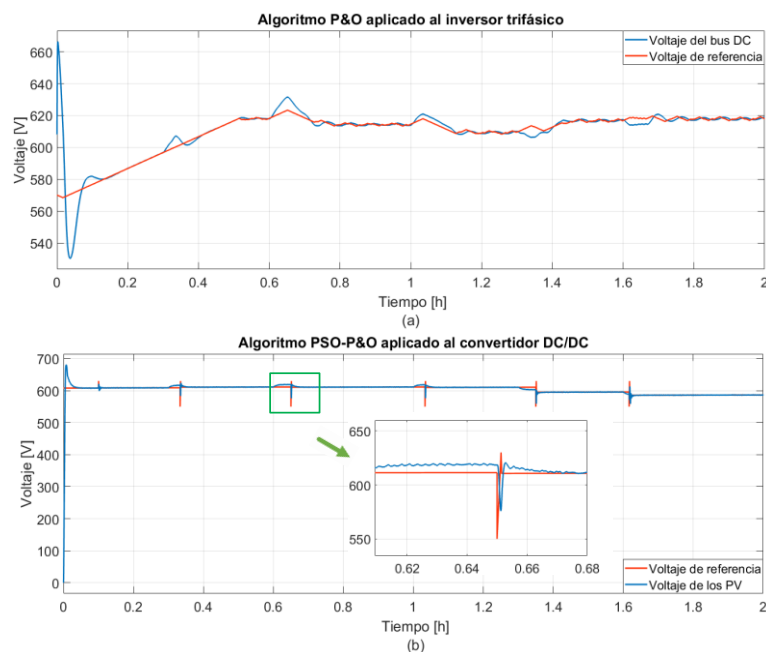 Algoritmo P&O aplicado al inversor trifásico
Voltaje del bus DC
Voltaje de referencia
Voltaje [V]
660
640
620
600
580
560
540
0 0.2 0.4 0.6 0.8 1 1.2 1.4 1.6 1.8 2
Tiempo [h]
(a)
Algoritmo PSO-P&O aplicado al convertidor DC/DC
Voltaje [V]
700
600
500
400
300
200
100
0
650
600
550
0.62 0.64 0.66 0.68
Voltaje de referencia
Voltaje de los PV
0 0.2 0.4 0.6 0.8 1 1.2 1.4 1.6 1.8 2
Tiempo [h]
(b)